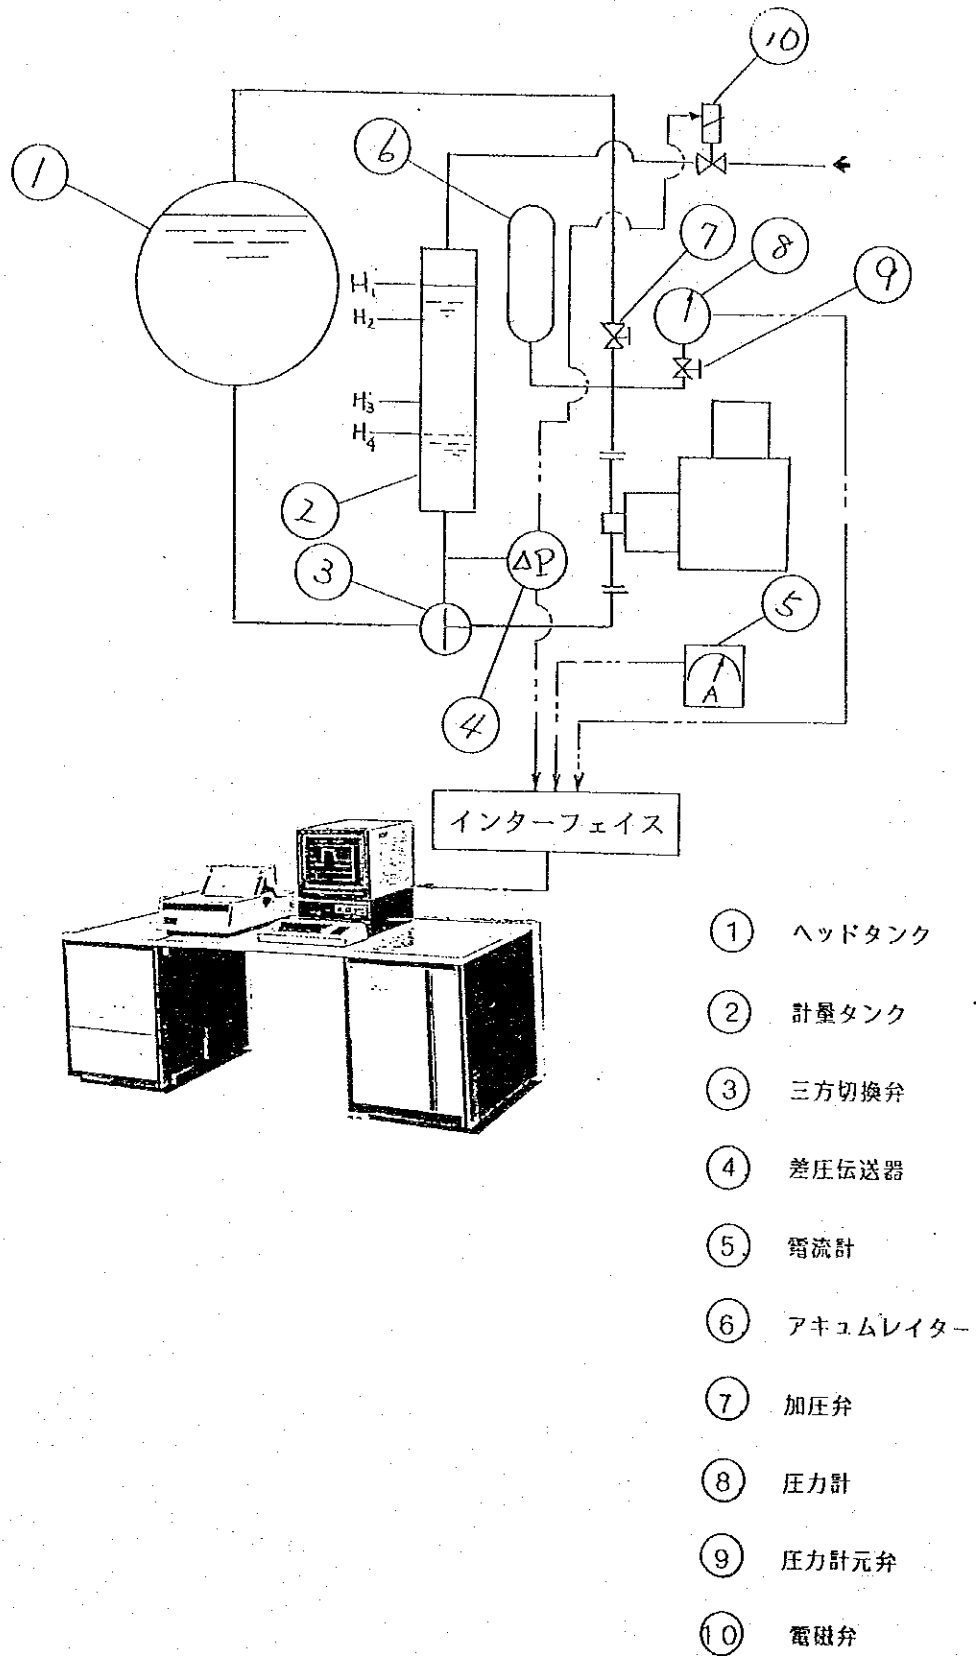 10
6
1
7
8
9
H1
H2
H3
H4
2
ΔP
3
5
A
4
インターフェイス
① ヘッドタンク
② 計量タンク
③ 三方切換弁
④ 差圧伝送器
⑤ 電流計
⑥ アキュムレイター
⑦ 加圧弁
⑧ 圧力計
⑨ 圧力計元弁
⑩ 電磁弁